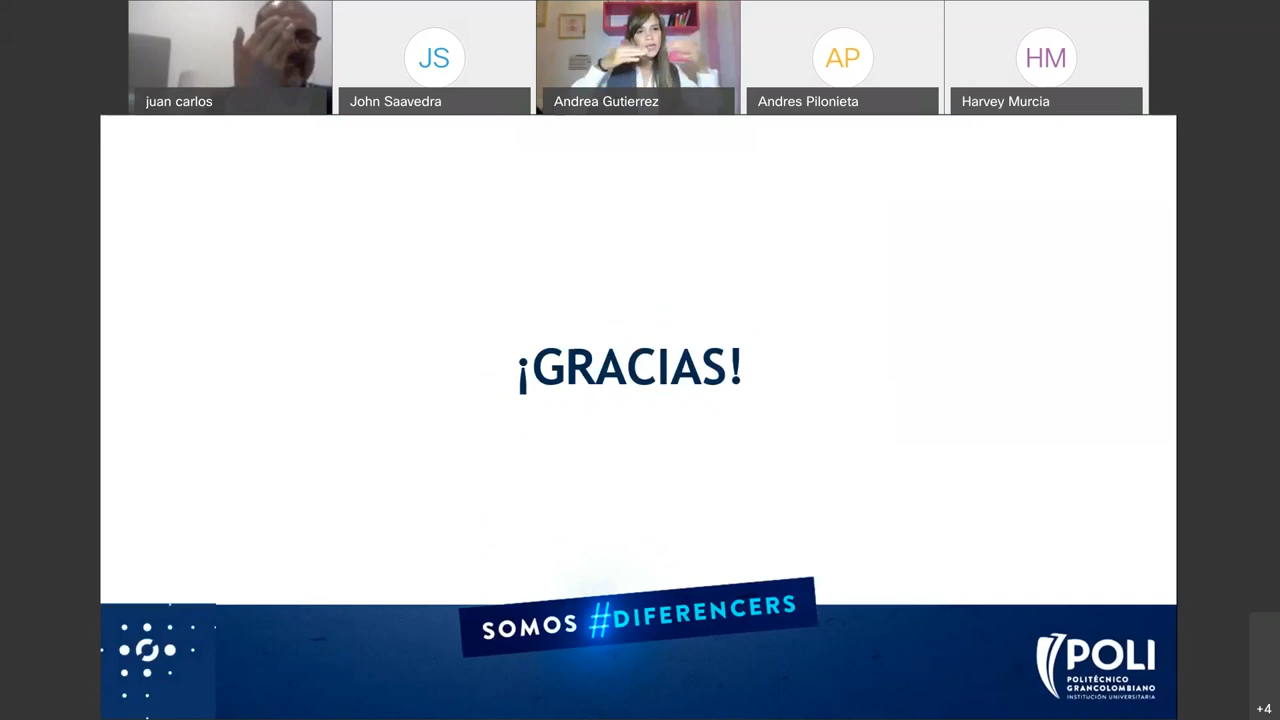 juan carlos
JS
John Saavedra
Andrea Gutierrez
AP
Andres Pilonieta
HM
Harvey Murcia
¡GRACIAS!
SOMOS #DIFERENCERS
POLI
POLITÉCNICO
GRANCOLOMBIANO
INSTITUCIÓN UNIVERSITARIA
+4